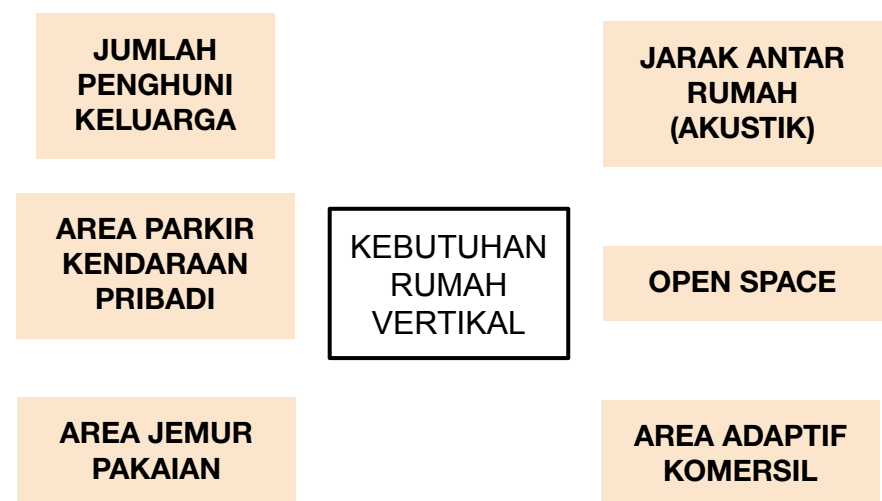 JUMLAH
PENGHUNI
KELUARGA
AREA PARKIR
KENDARAAN
PRIBADI
AREA JEMUR
PAKAIAN
KEBUTUHAN
RUMAH
VERTIKAL
JARAK ANTAR
RUMAH
(AKUSTIK)
OPEN SPACE
AREA ADAPTIF
KOMERSIL